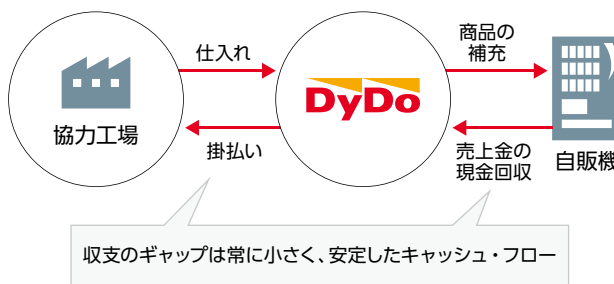 仕入れ
商品の
補充
DyDo
協力工場
掛払い
売上金の
現金回収
自販機
収支のギャップは常に小さく、安定したキャッシュ・フロー